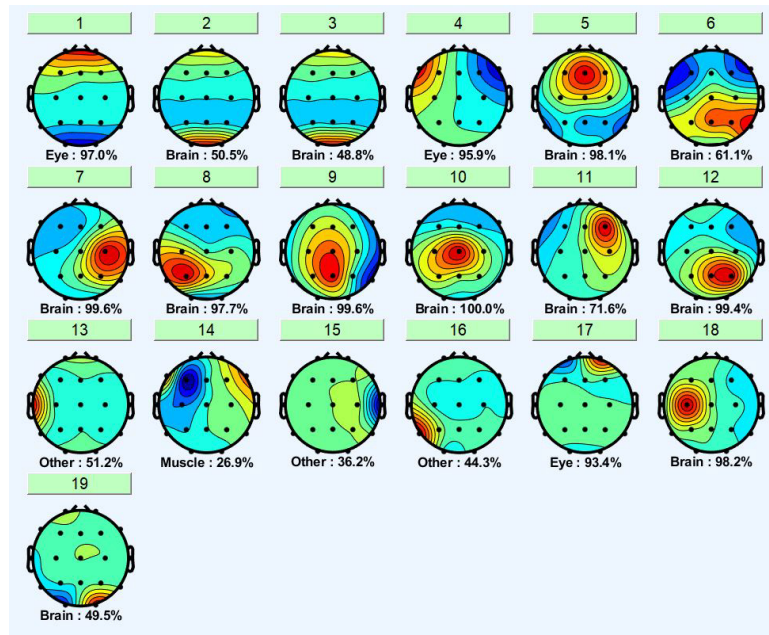 1 2 3 4 5 6
Eye : 97.0% Brain : 50.5% Brain : 48.8% Eye : 95.9% Brain : 98.1% Brain : 61.1%
7 8 9 10 11 12
Brain : 99.6% Brain : 97.7% Brain : 99.6% Brain : 100.0% Brain : 71.6% Brain : 99.4%
13 14 15 16 17 18
Other : 51.2% Muscle : 26.9% Other : 36.2% Other : 44.3% Eye : 93.4% Brain : 98.2%
19
Brain : 49.5%